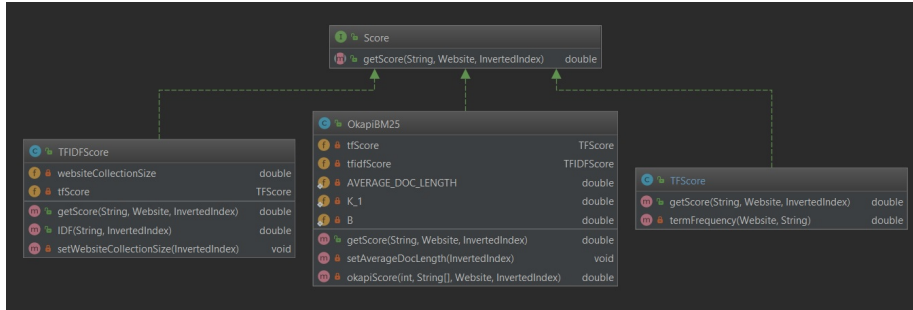 I Score
m getScore(String, Website, InvertedIndex) double
C TFIDFScore
f websiteCollectionSize double
f tfScore TFScore
m getScore(String, Website, InvertedIndex) double
m IDF(String, InvertedIndex) double
m setWebsiteCollectionSize(InvertedIndex) void
C OkapiBM25
f tfScore TFScore
f tfidfScore TFIDFScore
f AVERAGE_DOC_LENGTH double
f K_1 double
f B double
m getScore(String, Website, InvertedIndex) double
m setAverageDocLength(InvertedIndex) void
m okapiScore(int, String[], Website, InvertedIndex) double
C TFScore
m getScore(String, Website, InvertedIndex) double
m termFrequency(Website, String) double